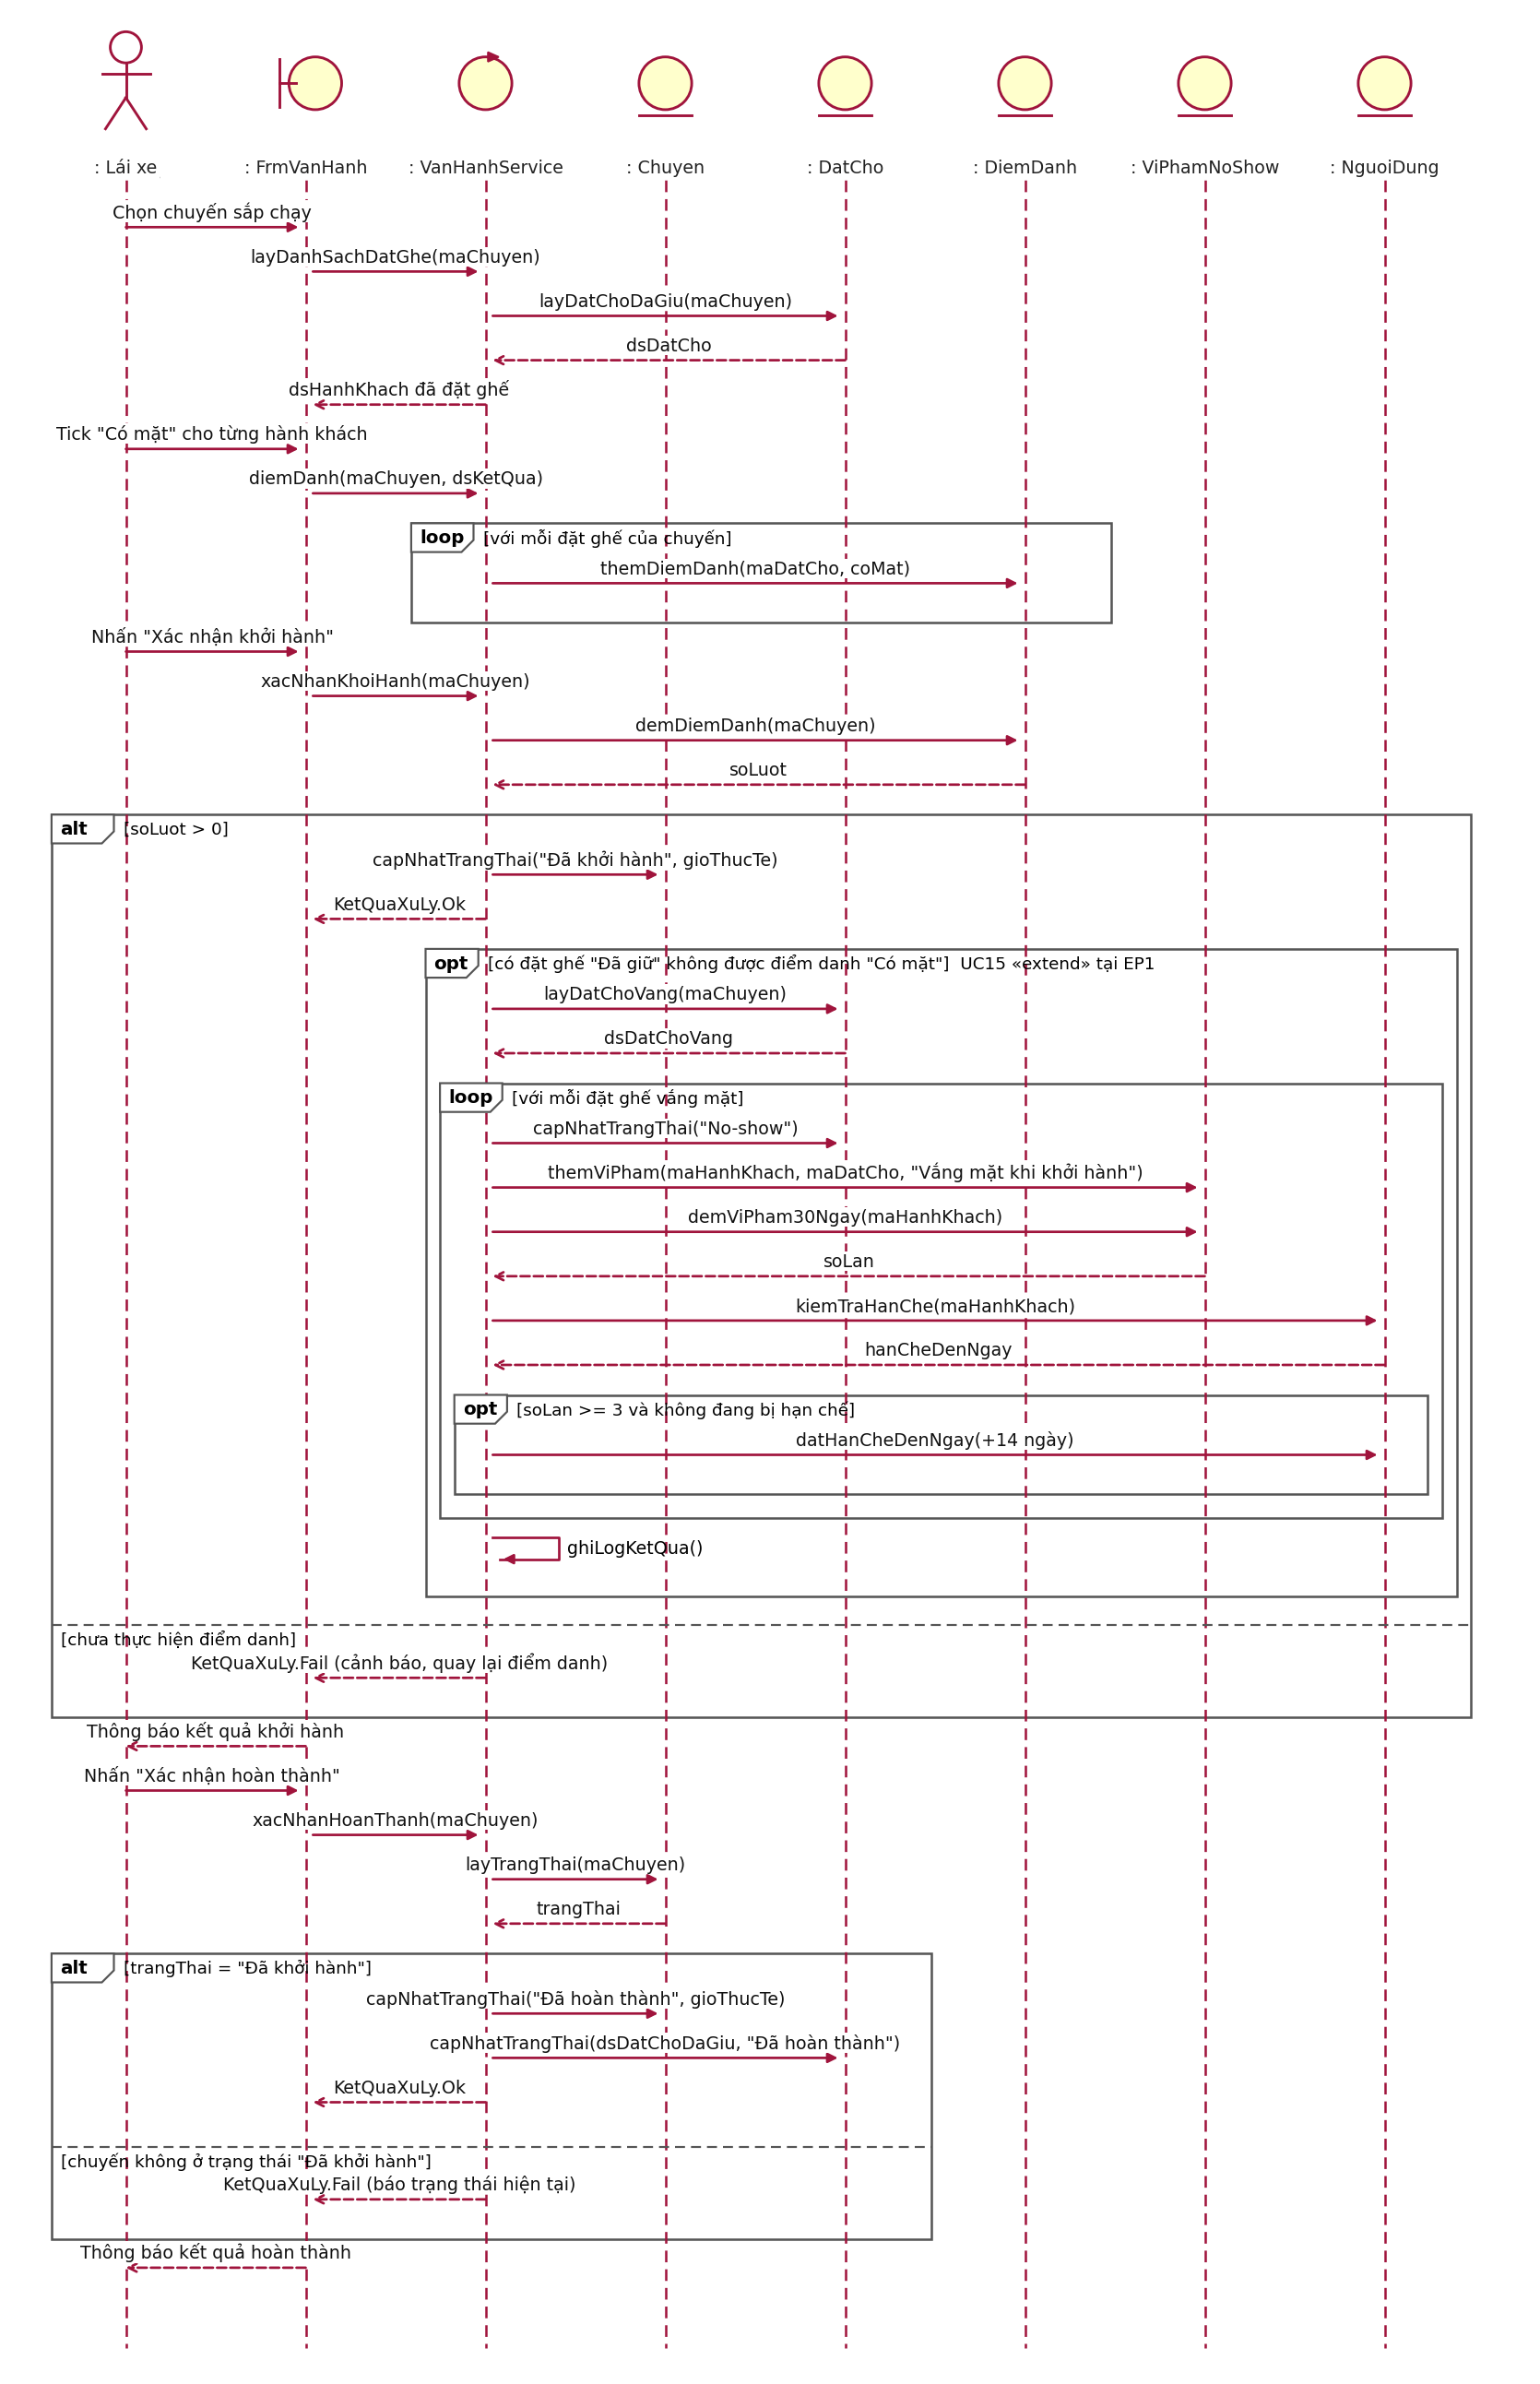 : Lái xe
: FrmVanHanh
: VanHanhService
: Chuyen
: DatCho
: DiemDanh
: ViPhamNoShow
: NguoiDung
Chọn chuyến sắp chạy
layDanhSachDatGhe(maChuyen)
layDatChoDaGiu(maChuyen)
dsDatCho
dsHanhKhach đã đặt ghế
Tick "Có mặt" cho từng hành khách
diemDanh(maChuyen, dsKetQua)
loop [với mỗi đặt ghế của chuyến]
themDiemDanh(maDatCho, coMat)
Nhấn "Xác nhận khởi hành"
xacNhanKhoiHanh(maChuyen)
demDiemDanh(maChuyen)
soLuot
alt [soLuot > 0]
capNhatTrangThai("Đã khởi hành", gioThucTe)
KetQuaXuLy.Ok
opt [có đặt ghế "Đã giữ" không được điểm danh "Có mặt"] UC15 «extend» tại EP1
layDatChoVang(maChuyen)
dsDatChoVang
loop [với mỗi đặt ghế vắng mặt]
capNhatTrangThai("No-show")
themViPham(maHanhKhach, maDatCho, "Vắng mặt khi khởi hành")
demViPham30Ngay(maHanhKhach)
soLan
kiemTraHanChe(maHanhKhach)
hanCheDenNgay
opt [soLan >= 3 và không đang bị hạn chế]
datHanCheDenNgay(+14 ngày)
ghiLogKetQua()
[chưa thực hiện điểm danh]
KetQuaXuLy.Fail (cảnh báo, quay lại điểm danh)
Thông báo kết quả khởi hành
Nhấn "Xác nhận hoàn thành"
xacNhanHoanThanh(maChuyen)
layTrangThai(maChuyen)
trangThai
alt [trangThai = "Đã khởi hành"]
capNhatTrangThai("Đã hoàn thành", gioThucTe)
capNhatTrangThai(dsDatChoDaGiu, "Đã hoàn thành")
KetQuaXuLy.Ok
[chuyến không ở trạng thái "Đã khởi hành"]
KetQuaXuLy.Fail (báo trạng thái hiện tại)
Thông báo kết quả hoàn thành